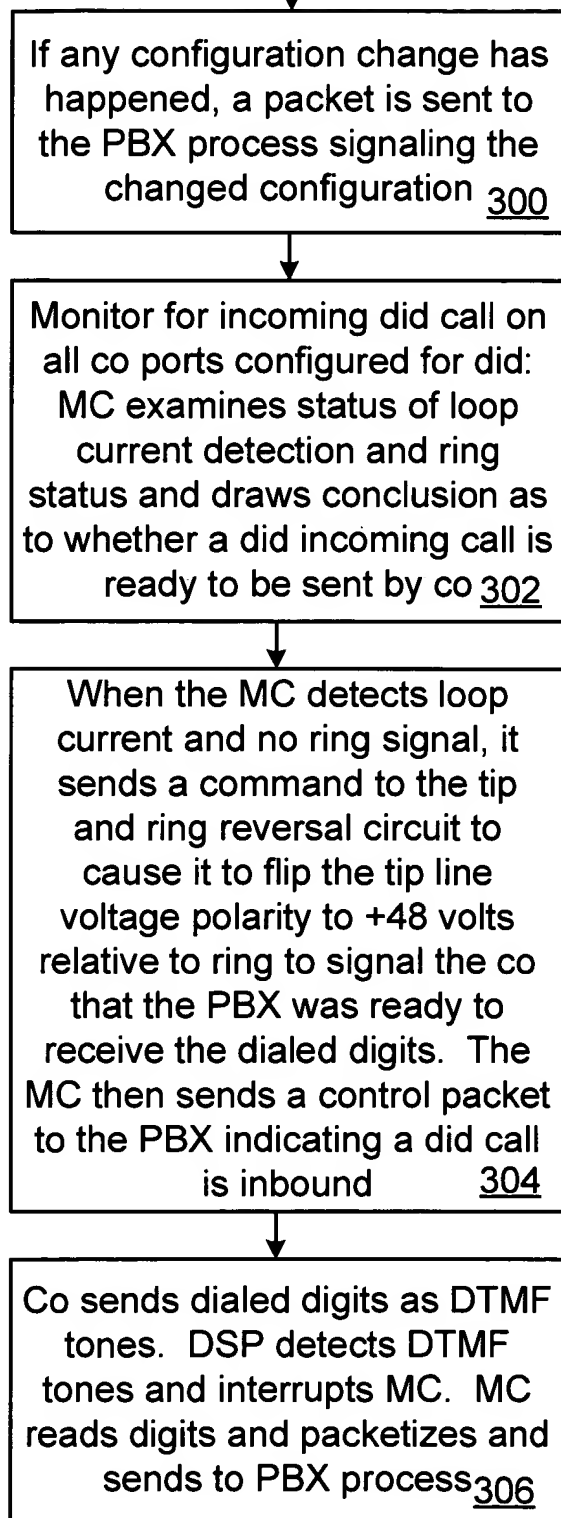 If any configuration change has
happened, a packet is sent to
the PBX process signaling the
changed configuration 300
Monitor for incoming did call on
all co ports configured for did:
MC examines status of loop
current detection and ring
status and draws conclusion as
to whether a did incoming call is
ready to be sent by co 302
When the MC detects loop
current and no ring signal, it
sends a command to the tip
and ring reversal circuit to
cause it to flip the tip line
voltage polarity to +48 volts
relative to ring to signal the co
that the PBX was ready to
receive the dialed digits.  The
MC then sends a control packet
to the PBX indicating a did call
is inbound 304
Co sends dialed digits as DTMF
tones.  DSP detects DTMF
tones and interrupts MC.  MC
reads digits and packetizes and
sends to PBX process 306